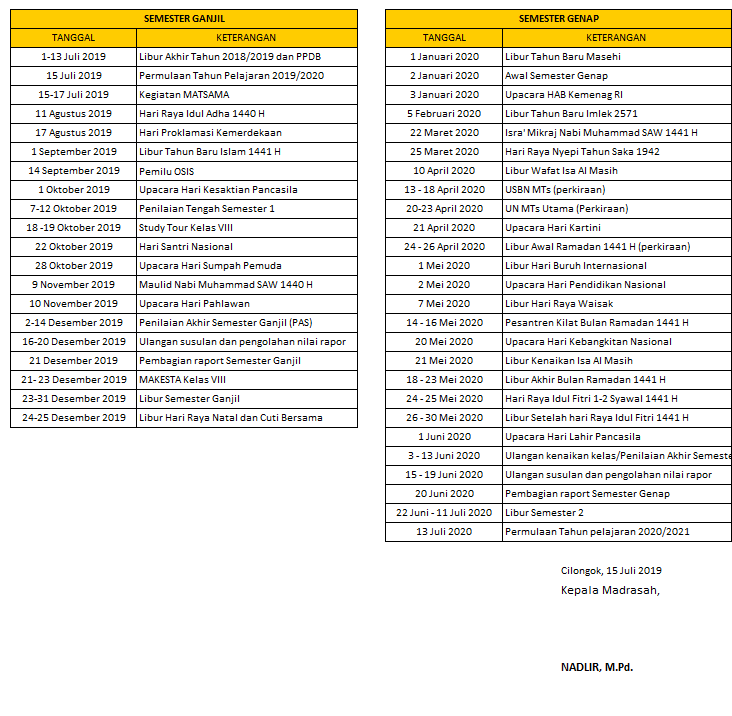 SEMESTER GANJIL
TANGGAL KETERANGAN
1-13 Juli 2019 Libur Akhir Tahun 2018/2019 dan PPDB
15 Juli 2019 Permulaan Tahun Pelajaran 2019/2020
15-17 Juli 2019 Kegiatan MATSAMA
11 Agustus 2019 Hari Raya Idul Adha 1440 H
17 Agustus 2019 Hari Proklamasi Kemerdekaan
1 September 2019 Libur Tahun Baru Islam 1441 H
14 September 2019 Pemilu OSIS
1 Oktober 2019 Upacara Hari Kesaktian Pancasila
7-12 Oktober 2019 Penilaian Tengah Semester 1
18 -19 Oktober 2019 Study Tour Kelas VIII
22 Oktober 2019 Hari Santri Nasional
28 Oktober 2019 Upacara Hari Sumpah Pemuda
9 November 2019 Maulid Nabi Muhammad SAW 1440 H
10 November 2019 Upacara Hari Pahlawan
2-14 Desember 2019 Penilaian Akhir Semester Ganjil (PAS)
16-20 Desember 2019 Ulangan susulan dan pengolahan nilai rapor
21 Desember 2019 Pembagian raport Semester Ganjil
21- 23 Desember 2019 MAKESTA Kelas VIII
23-31 Desember 2019 Libur Semester Ganjil
24-25 Desember 2019 Libur Hari Raya Natal dan Cuti Bersama
SEMESTER GENAP
TANGGAL KETERANGAN
1 Januari 2020 Libur Tahun Baru Masehi
2 Januari 2020 Awal Semester Genap
3 Januari 2020 Upacara HAB Kemenag RI
5 Februari 2020 Libur Tahun Baru Imlek 2571
22 Maret 2020 Isra' Mikraj Nabi Muhammad SAW 1441 H
25 Maret 2020 Hari Raya Nyepi Tahun Saka 1942
10 April 2020 Libur Wafat Isa Al Masih
13 - 18 April 2020 USBN MTs (perkiraan)
20-23 April 2020 UN MTs Utama (Perkiraan)
21 April 2020 Upacara Hari Kartini
24 - 26 April 2020 Libur Awal Ramadan 1441 H (perkiraan)
1 Mei 2020 Libur Hari Buruh Internasional
2 Mei 2020 Upacara Hari Pendidikan Nasional
7 Mei 2020 Libur Hari Raya Waisak
14 - 16 Mei 2020 Pesantren Kilat Bulan Ramadan 1441 H
20 Mei 2020 Upacara Hari Kebangkitan Nasional
21 Mei 2020 Libur Kenaikan Isa Al Masih
18 - 23 Mei 2020 Libur Akhir Bulan Ramadan 1441 H
24 - 25 Mei 2020 Hari Raya Idul Fitri 1-2 Syawal 1441 H
26 - 30 Mei 2020 Libur Setelah hari Raya Idul Fitri 1441 H
1 Juni 2020 Upacara Hari Lahir Pancasila
3 - 13 Juni 2020 Ulangan kenaikan kelas/Penilaian Akhir Semeste
15 - 19 Juni 2020 Ulangan susulan dan pengolahan nilai rapor
20 Juni 2020 Pembagian raport Semester Genap
22 Juni - 11 Juli 2020 Libur Semester 2
13 Juli 2020 Permulaan Tahun pelajaran 2020/2021
Cilongok, 15 Juli 2019
Kepala Madrasah,
NADLIR, M.Pd.